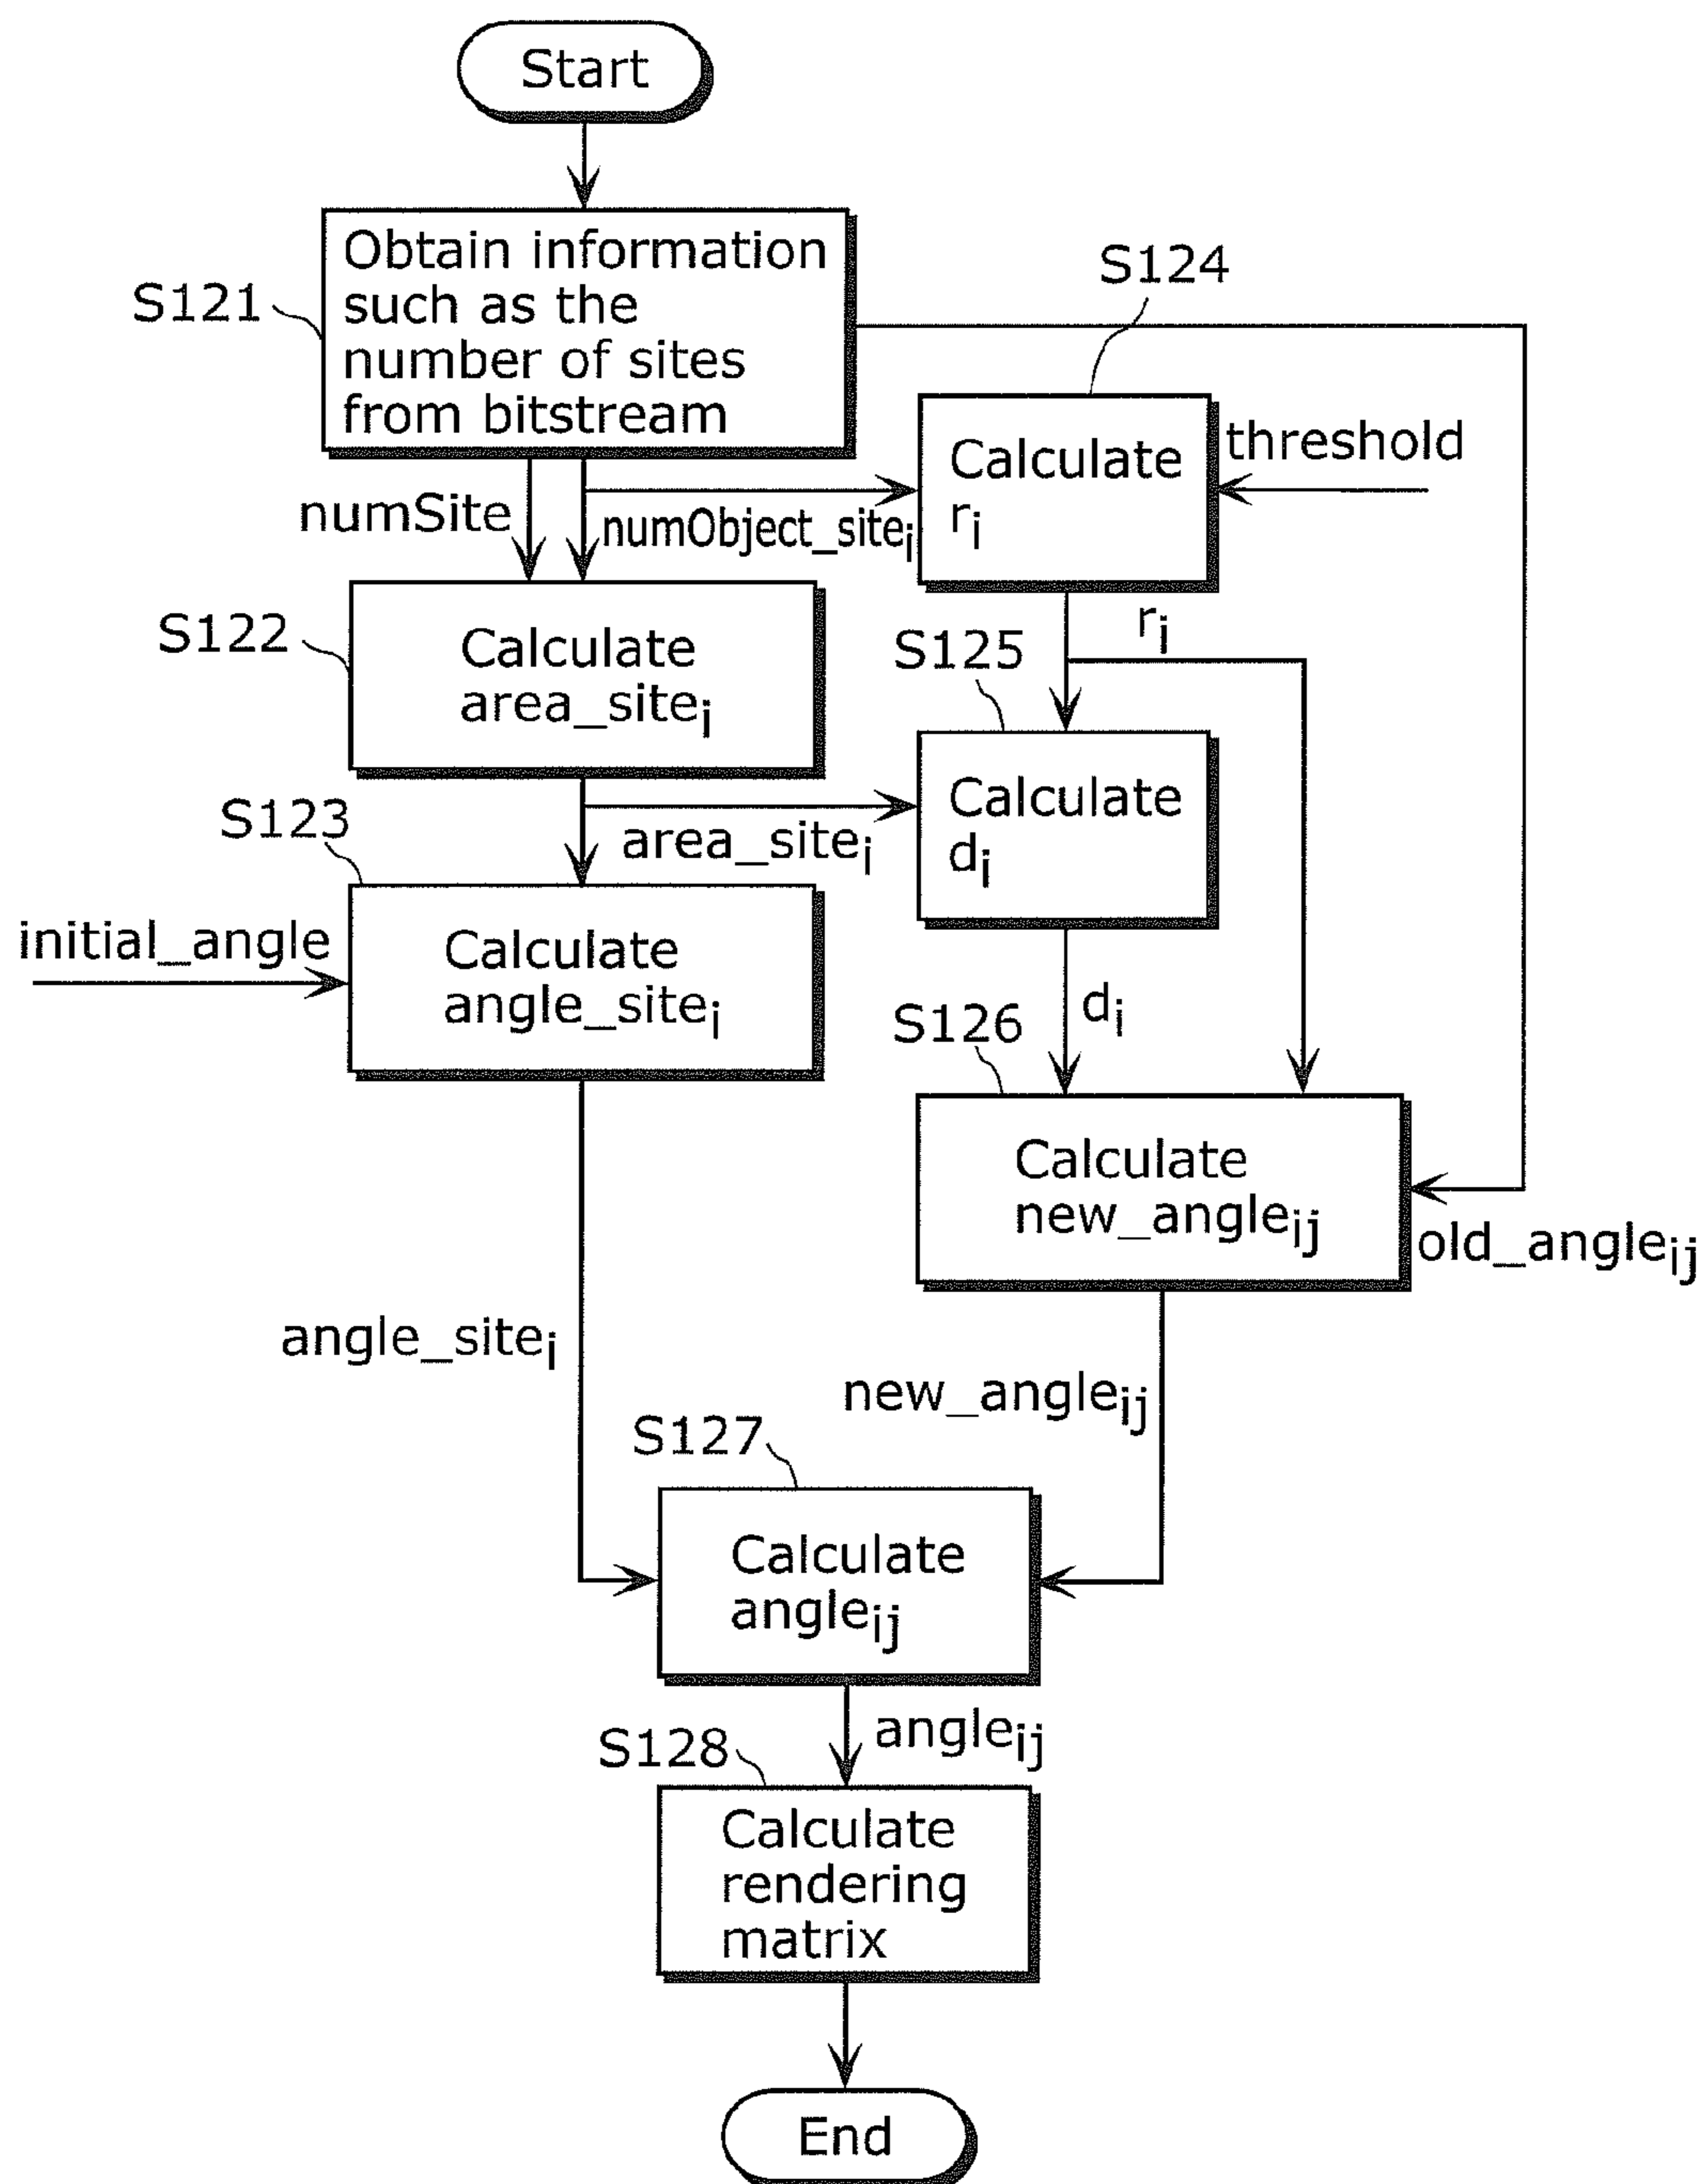 Start
Obtain information
such as the
number of sites
from bitstream
S121
S124
Calculate
rᵢ
threshold
numSite
numObject_siteᵢ
S122
Calculate
area_siteᵢ
rᵢ
S125
Calculate
dᵢ
area_siteᵢ
S123
initial_angle
Calculate
angle_siteᵢ
dᵢ
S126
Calculate
new_angleᵢⱼ
old_angleᵢⱼ
angle_siteᵢ
new_angleᵢⱼ
S127
Calculate
angleᵢⱼ
angleᵢⱼ
S128
Calculate
rendering
matrix
End